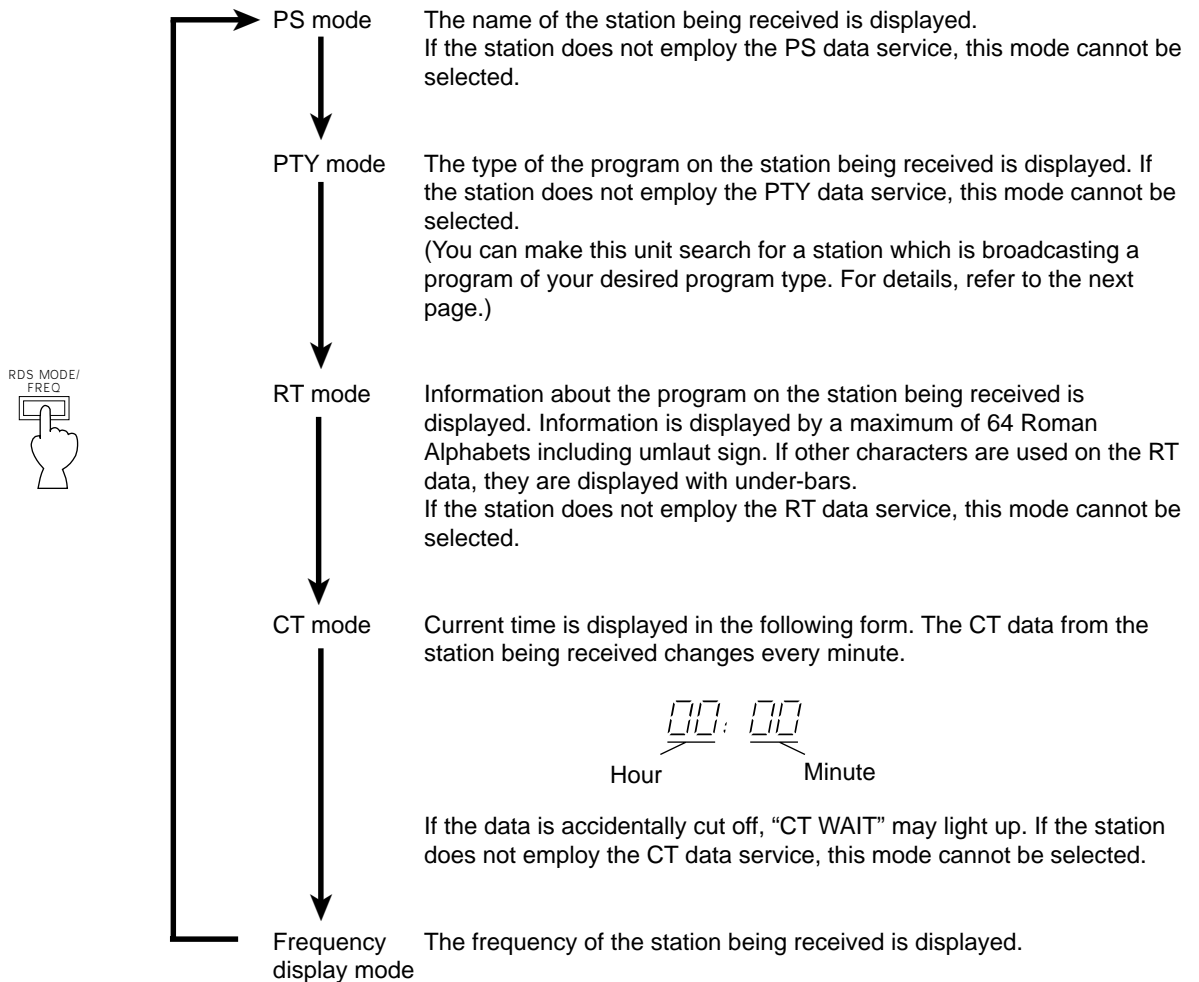 PS mode The name of the station being received is displayed.
If the station does not employ the PS data service, this mode cannot be
selected.
PTY mode The type of the program on the station being received is displayed. If
the station does not employ the PTY data service, this mode cannot be
selected.
(You can make this unit search for a station which is broadcasting a
program of your desired program type. For details, refer to the next
page.)
RDS MODE/
FREQ
RT mode Information about the program on the station being received is
displayed. Information is displayed by a maximum of 64 Roman
Alphabets including umlaut sign. If other characters are used on the RT
data, they are displayed with under-bars.
If the station does not employ the RT data service, this mode cannot be
selected.
CT mode Current time is displayed in the following form. The CT data from the
station being received changes every minute.
00: 00
Hour Minute
If the data is accidentally cut off, “CT WAIT” may light up. If the station
does not employ the CT data service, this mode cannot be selected.
Frequency The frequency of the station being received is displayed.
display mode